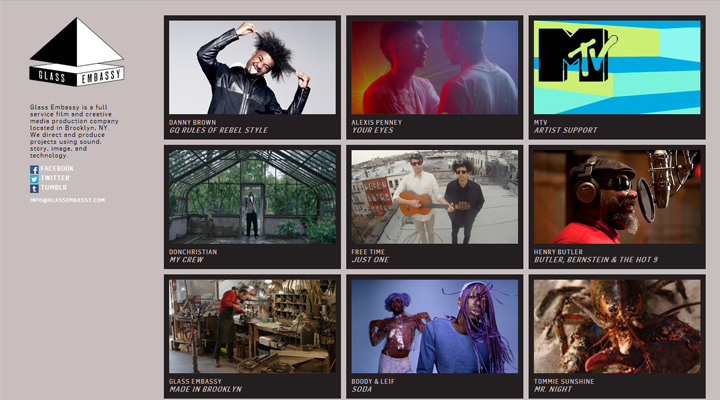 GLASS EMBASSY
Glass Embassy is a full
service film and creative
media production company
located in Brooklyn, NY.
We direct and produce
projects using sound,
story, image, and
technology.
FACEBOOK
TWITTER
TUMBLR
INFO@GLASSEMBASSY.COM
DANNY BROWN
GQ RULES OF REBEL STYLE
ALEXIS PENNEY
YOUR EYES
MTV
MTV
ARTIST SUPPORT
DONCHRISTIAN
MY CREW
FREE TIME
JUST ONE
HENRY BUTLER
BUTLER, BERNSTEIN & THE HOT 9
GLASS EMBASSY
MADE IN BROOKLYN
BOODY & LE1F
SODA
TOMMIE SUNSHINE
MR. NIGHT